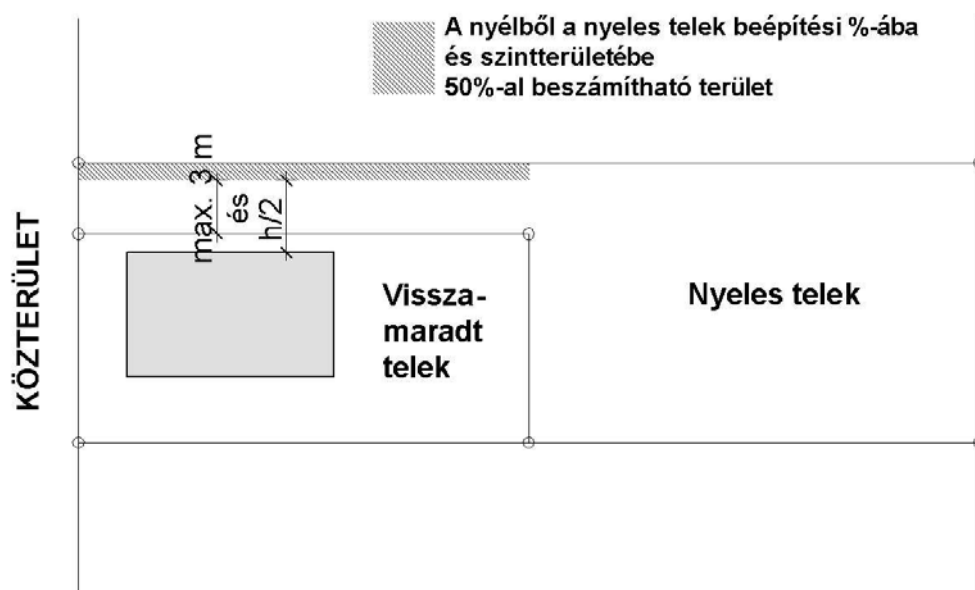 A nyélből a nyeles telek beépítési %-ába
és szintterületébe
50%-al beszámítható terület
max. 3 m
és
h/2
KÖZTERÜLET
Vissza-
maradt
telek
Nyeles telek